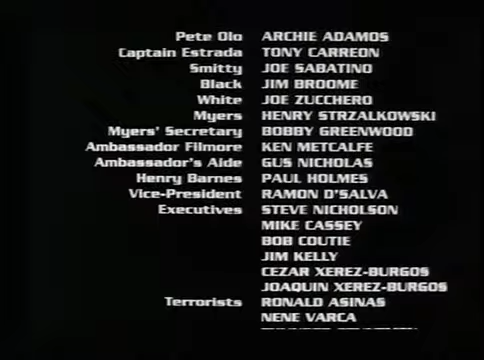 Pete Olo ARCHIE ADAMOS
Captain Estrada TONY CARREON
Smitty JOE SABATINO
Black JIM BROOME
White JOE ZUCCHERO
Myers HENRY STRZALKOWSKI
Myers' Secretary BOBBY GREENWOOD
Ambassador Filmore KEN METCALFE
Ambassador's Aide GUS NICHOLAS
Henry Barnes PAUL HOLMES
Vice-President RAMON D'SALVA
Executives STEVE NICHOLSON
MIKE CASSEY
BOB COUTIE
JIM KELLY
CEZAR XEREZ-BURGOS
JOAQUIN XEREZ-BURGOS
Terrorists RONALD ASINAS
NENE VARCA